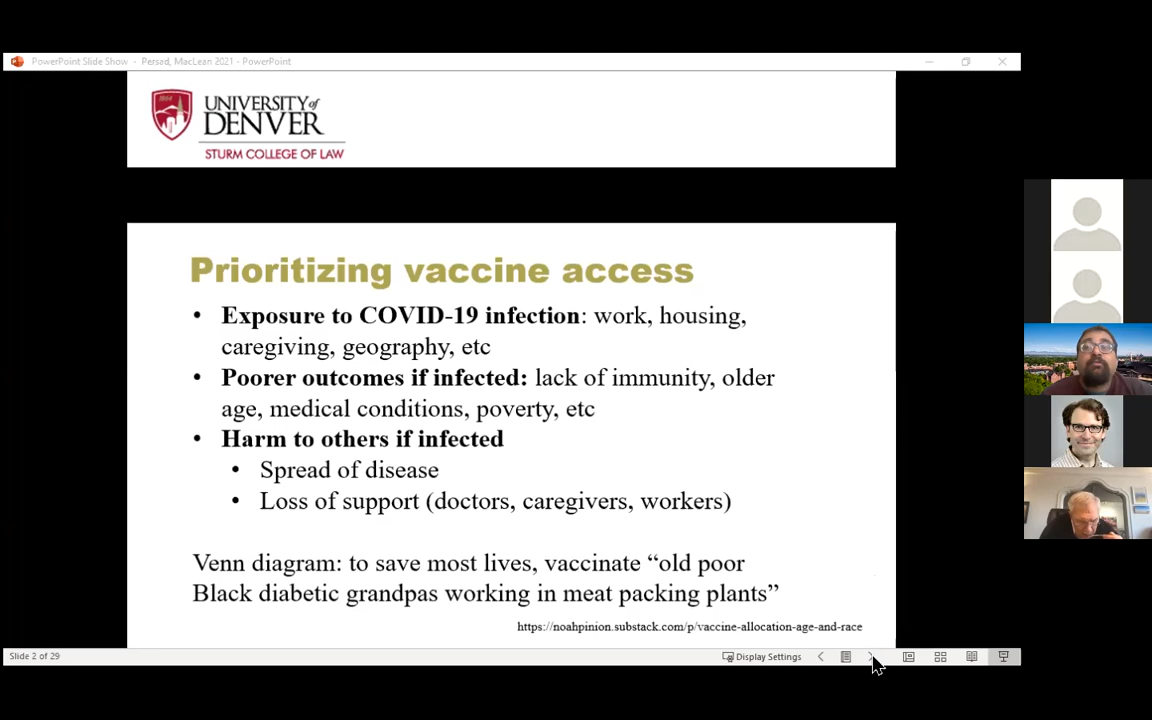 PowerPoint Slide Show - Persad, MacLean 2021 - PowerPoint
UNIVERSITY of
DENVER
STURM COLLEGE OF LAW
Prioritizing vaccine access
• Exposure to COVID-19 infection: work, housing,
caregiving, geography, etc
• Poorer outcomes if infected: lack of immunity, older
age, medical conditions, poverty, etc
• Harm to others if infected
• Spread of disease
• Loss of support (doctors, caregivers, workers)
Venn diagram: to save most lives, vaccinate “old poor
Black diabetic grandpas working in meat packing plants”
https://noahpinion.substack.com/p/vaccine-allocation-age-and-race
Slide 2 of 29
Display Settings